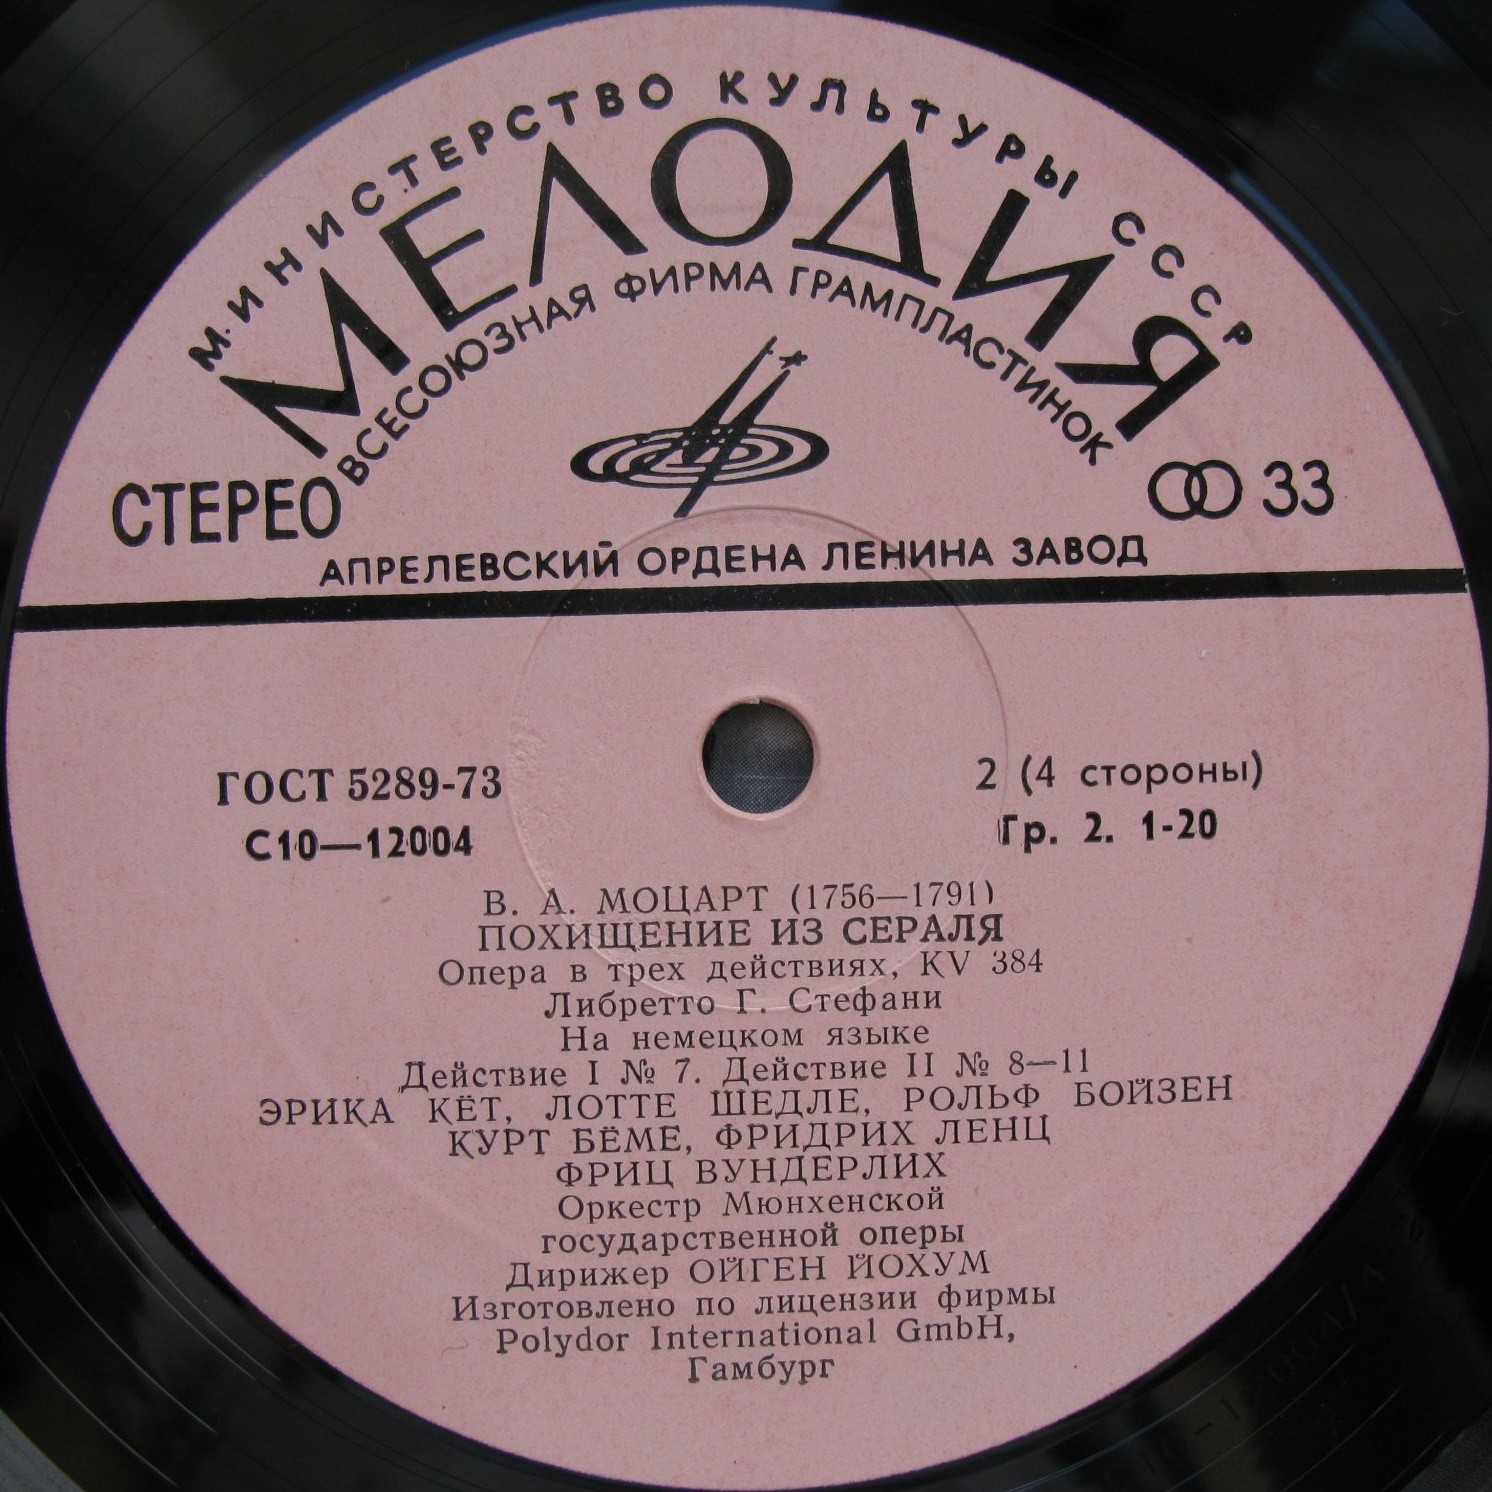 МИНИСТЕРСТВО КУЛЬТУРЫ СССР
МЕЛОДИЯ
ВСЕСОЮЗНАЯ ФИРМА ГРАМПЛАСТИНОК
СТЕРЕО
33
АПРЕЛЕВСКИЙ ОРДЕНА ЛЕНИНА ЗАВОД
ГОСТ 5289-73
2 (4 стороны)
С10—12004
Гр. 2. 1-20
В. А. МОЦАРТ (1756—1791)
ПОХИЩЕНИЕ ИЗ СЕРАЛЯ
Опера в трех действиях, KV 384
Либретто Г. Стефани
На немецком языке
Действие I № 7. Действие II № 8—11
ЭРИКА КЁТ, ЛОТТЕ ШЕДЛЕ, РОЛЬФ БОЙЗЕН
КУРТ БЁМЕ, ФРИДРИХ ЛЕНЦ
ФРИЦ ВУНДЕРЛИХ
Оркестр Мюнхенской
государственной оперы
Дирижер ОЙГЕН ЙОХУМ
Изготовлено по лицензии фирмы
Polydor International GmbH,
Гамбург